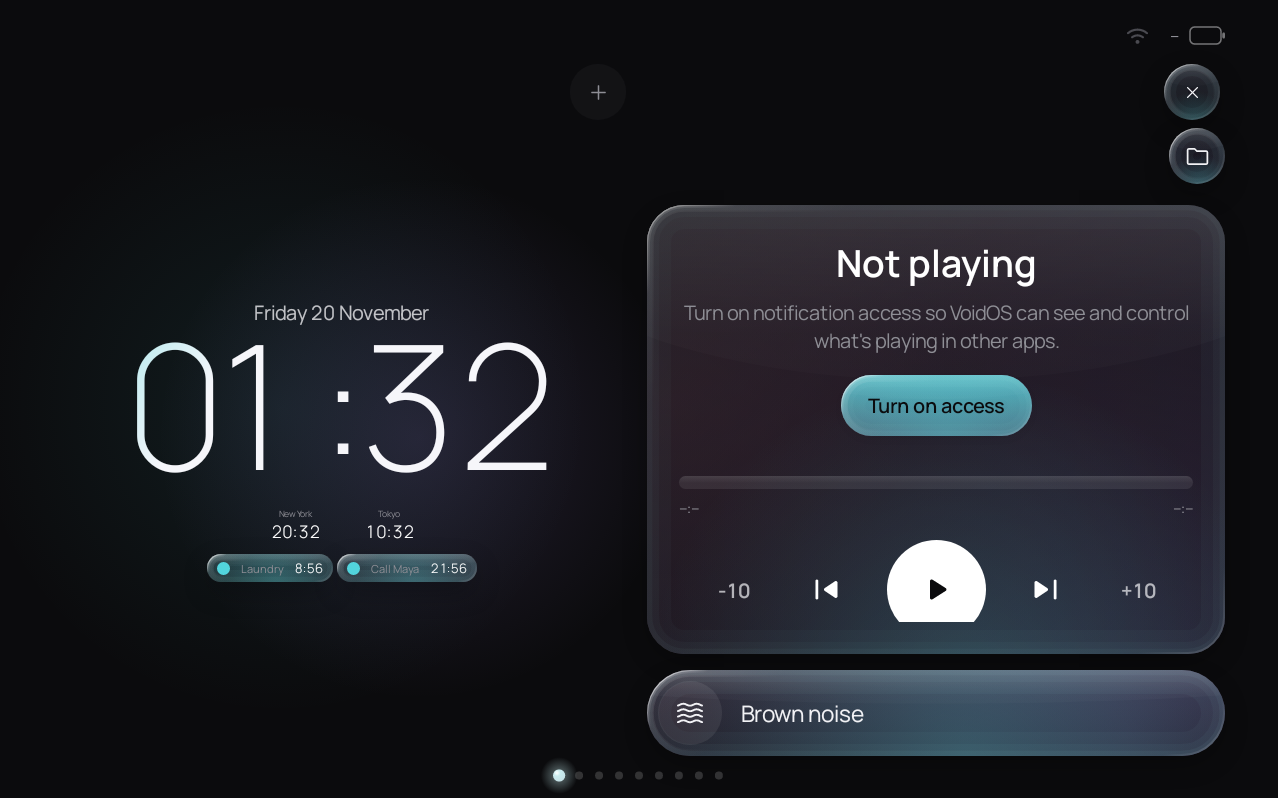 –
Friday 20 November
01 :32
New York
Tokyo
20:32
10:32
Laundry 8:56
Call Maya 21:56
Not playing
Turn on notification access so VoidOS can see and control
what's playing in other apps.
Turn on access
–:–
–:–
-10
+10
Brown noise